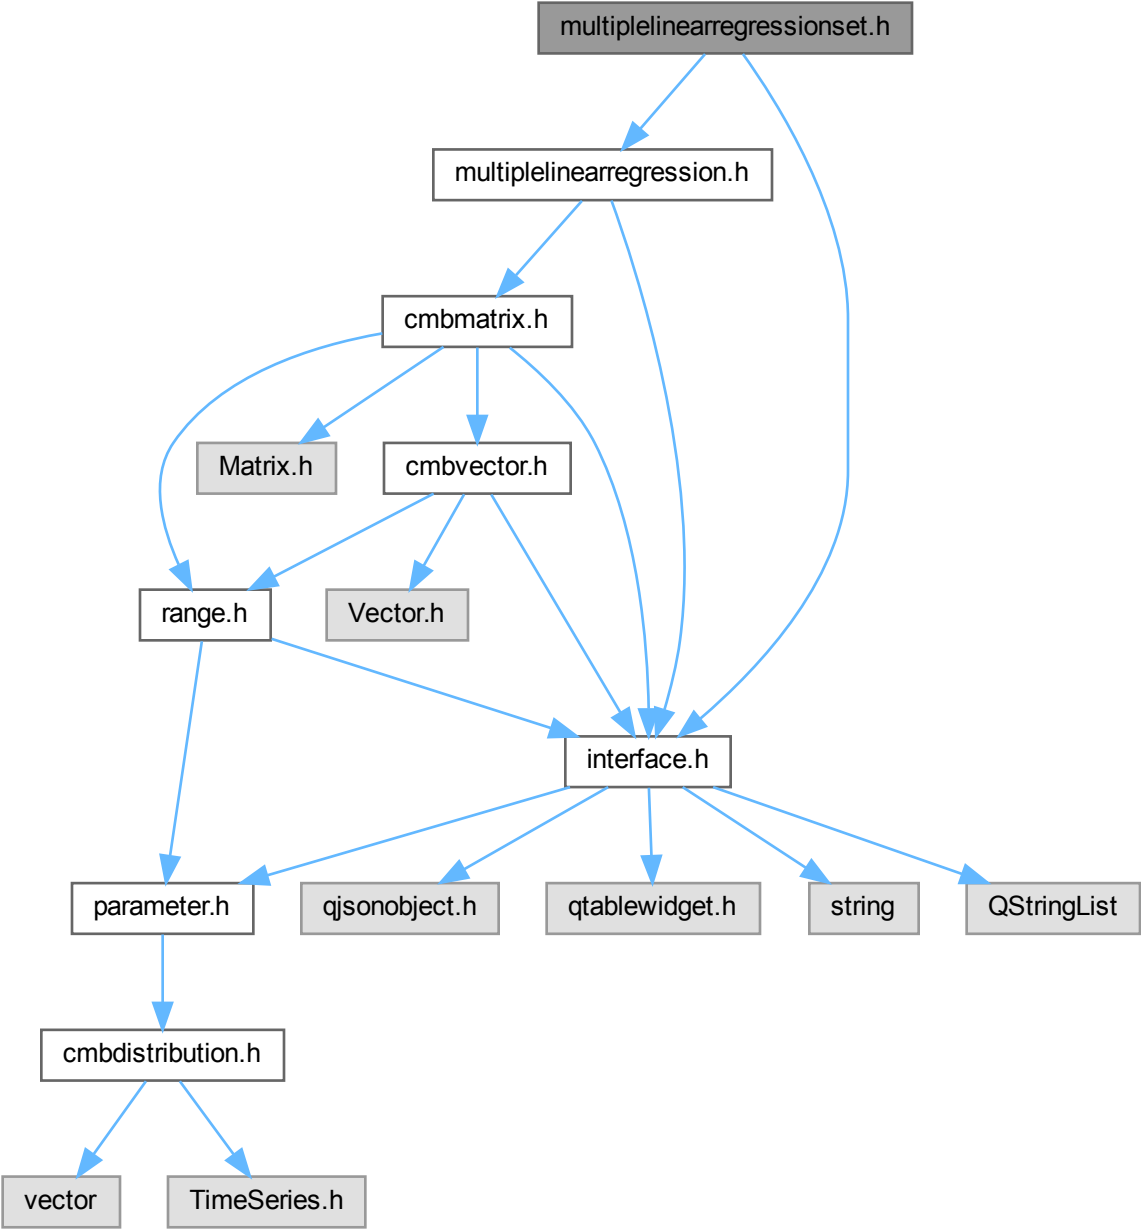 multiplelinearregressionset.h
multiplelinearregression.h
cmbmatrix.h
Matrix.h
cmbvector.h
range.h
Vector.h
interface.h
parameter.h
qjsonobject.h
qtablewidget.h
string
QStringList
cmbdistribution.h
vector
TimeSeries.h